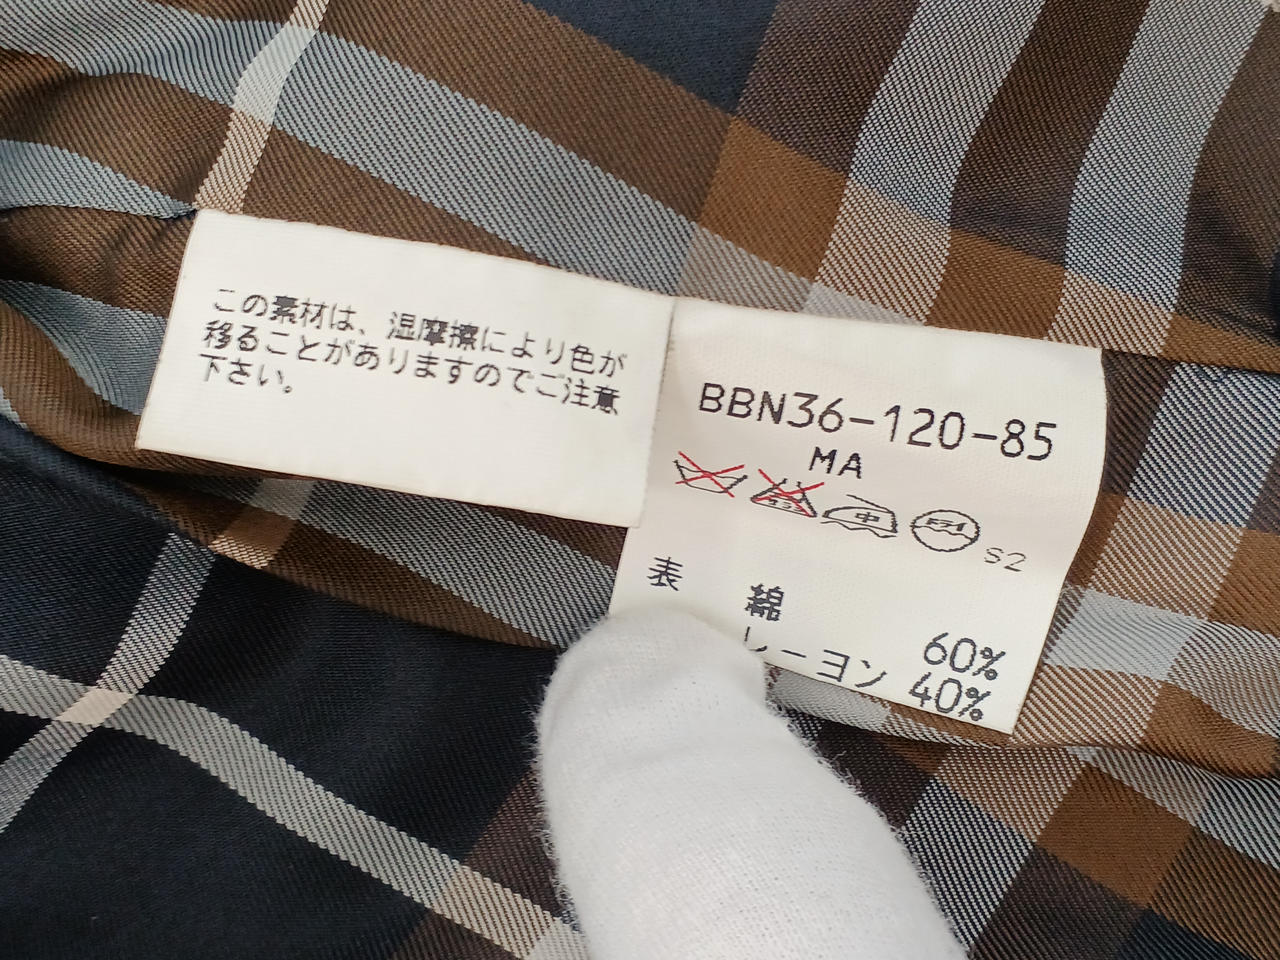 この素材は、湿摩擦により色が
移ることがありますのでご注意
下さい。
BBN36-120-85
MA
中 ドライ
S2
表 綿 60%
レーヨン 40%